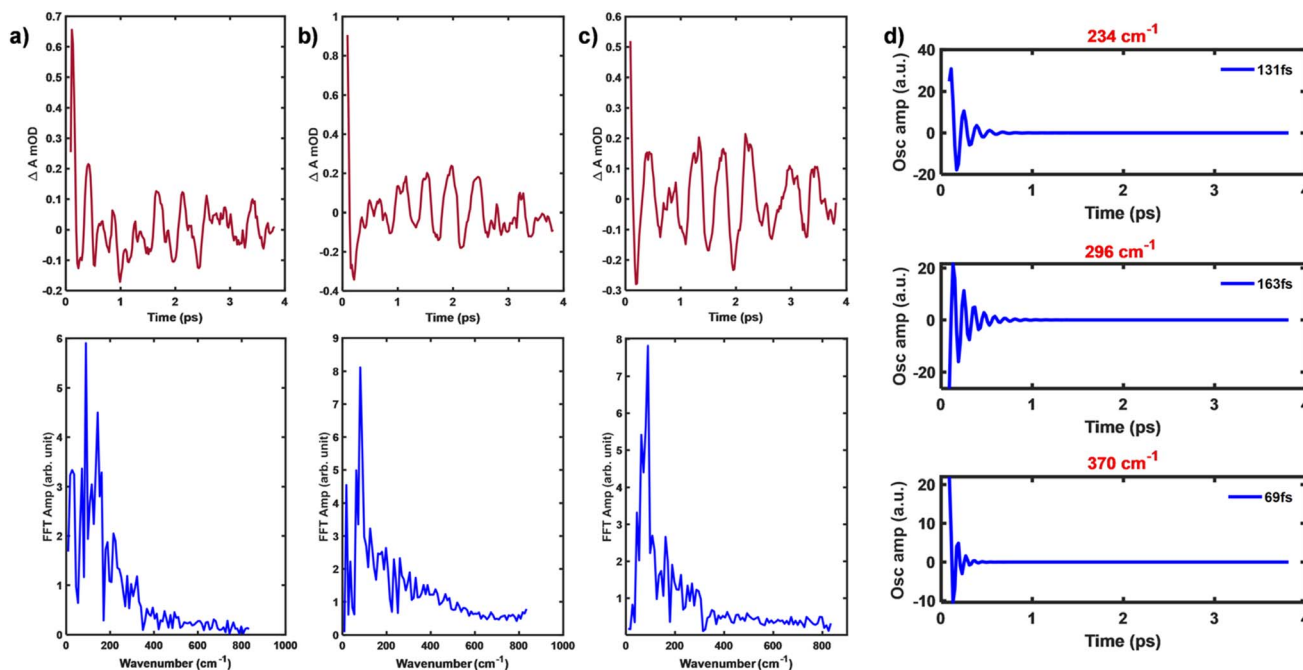 a)
0.7
0.6
0.5
0.4
0.3
0.2
0.1
0
-0.1
-0.2
Δ A mOD
0 1 2 3 4
Time (ps)
b)
1
0.8
0.6
0.4
0.2
0
-0.2
-0.4
Δ A mOD
0 1 2 3 4
Time (ps)
c)
0.6
0.5
0.4
0.3
0.2
0.1
0
-0.1
-0.2
-0.3
Δ A mOD
0 1 2 3 4
Time (ps)
6
5
4
3
2
1
0
FFT Amp (arb. unit)
0 200 400 600 800 1000
Wavenumber (cm⁻¹)
9
8
7
6
5
4
3
2
1
0
FFT Amp (arb. unit)
0 200 400 600 800 1000
Wavenumber (cm⁻¹)
8
7
6
5
4
3
2
1
0
FFT Amp (arb. unit)
0 200 400 600 800
Wavenumber (cm⁻¹)
d)
234 cm⁻¹
40
20
0
-20
Osc amp (a.u.)
131fs
0 1 2 3 4
Time (ps)
296 cm⁻¹
20
0
-20
Osc amp (a.u.)
163fs
0 1 2 3 4
Time (ps)
370 cm⁻¹
20
10
0
-10
Osc amp (a.u.)
69fs
0 1 2 3 4
Time (ps)